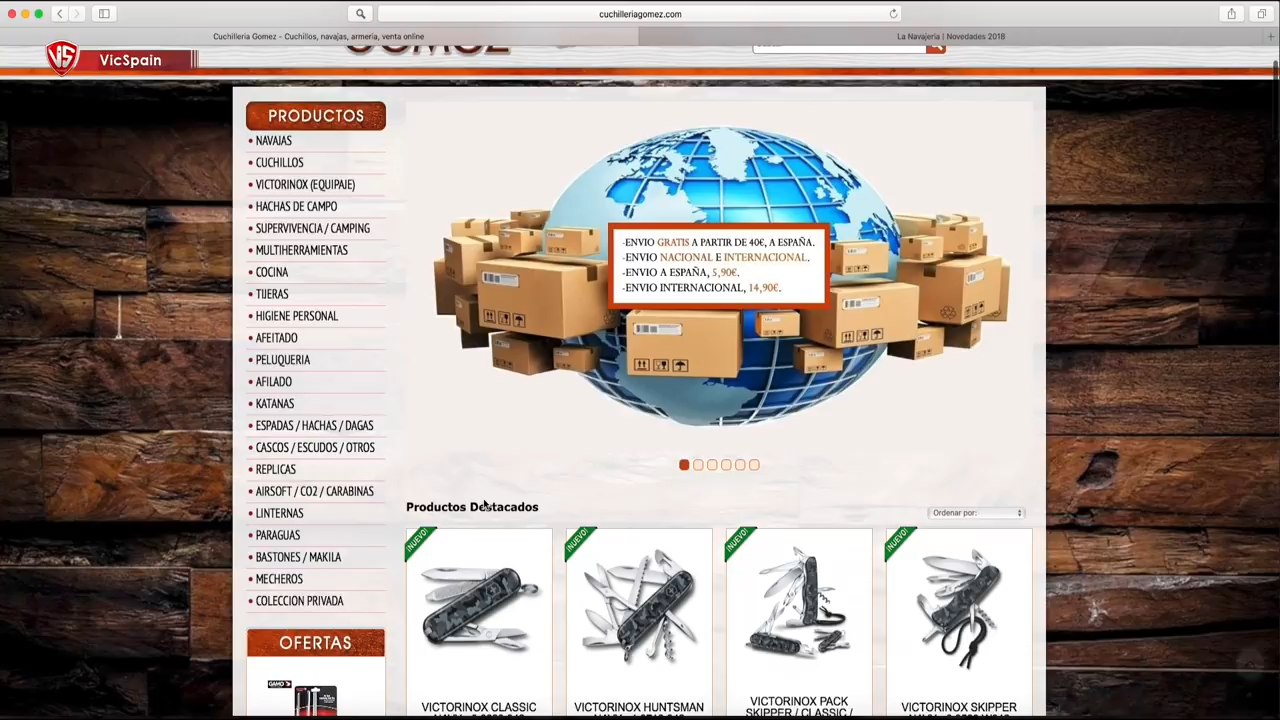 cuchilleriagomez.com
Cuchilleria Gomez - Cuchillos, navajas, armeria, venta online
La Navajeria | Novedades 2018
VS
VicSpain
PRODUCTOS
NAVAJAS
CUCHILLOS
VICTORINOX (EQUIPAJE)
HACHAS DE CAMPO
SUPERVIVENCIA / CAMPING
MULTIHERRAMIENTAS
COCINA
TIJERAS
HIGIENE PERSONAL
AFEITADO
PELUQUERIA
AFILADO
KATANAS
ESPADAS / HACHAS / DAGAS
CASCOS / ESCUDOS / OTROS
REPLICAS
AIRSOFT / CO2 / CARABINAS
LINTERNAS
PARAGUAS
BASTONES / MAKILA
MECHEROS
COLECCION PRIVADA
OFERTAS
GAMO
-ENVIO GRATIS A PARTIR DE 40€, A ESPAÑA.
-ENVIO NACIONAL E INTERNACIONAL.
-ENVIO A ESPAÑA, 5,90€.
-ENVIO INTERNACIONAL, 14,90€.
Productos Destacados
Ordenar por:
¡NUEVO!
¡NUEVO!
¡NUEVO!
¡NUEVO!
VICTORINOX CLASSIC
VICTORINOX HUNTSMAN
VICTORINOX PACK
SKIPPER / CLASSIC /
VICTORINOX SKIPPER